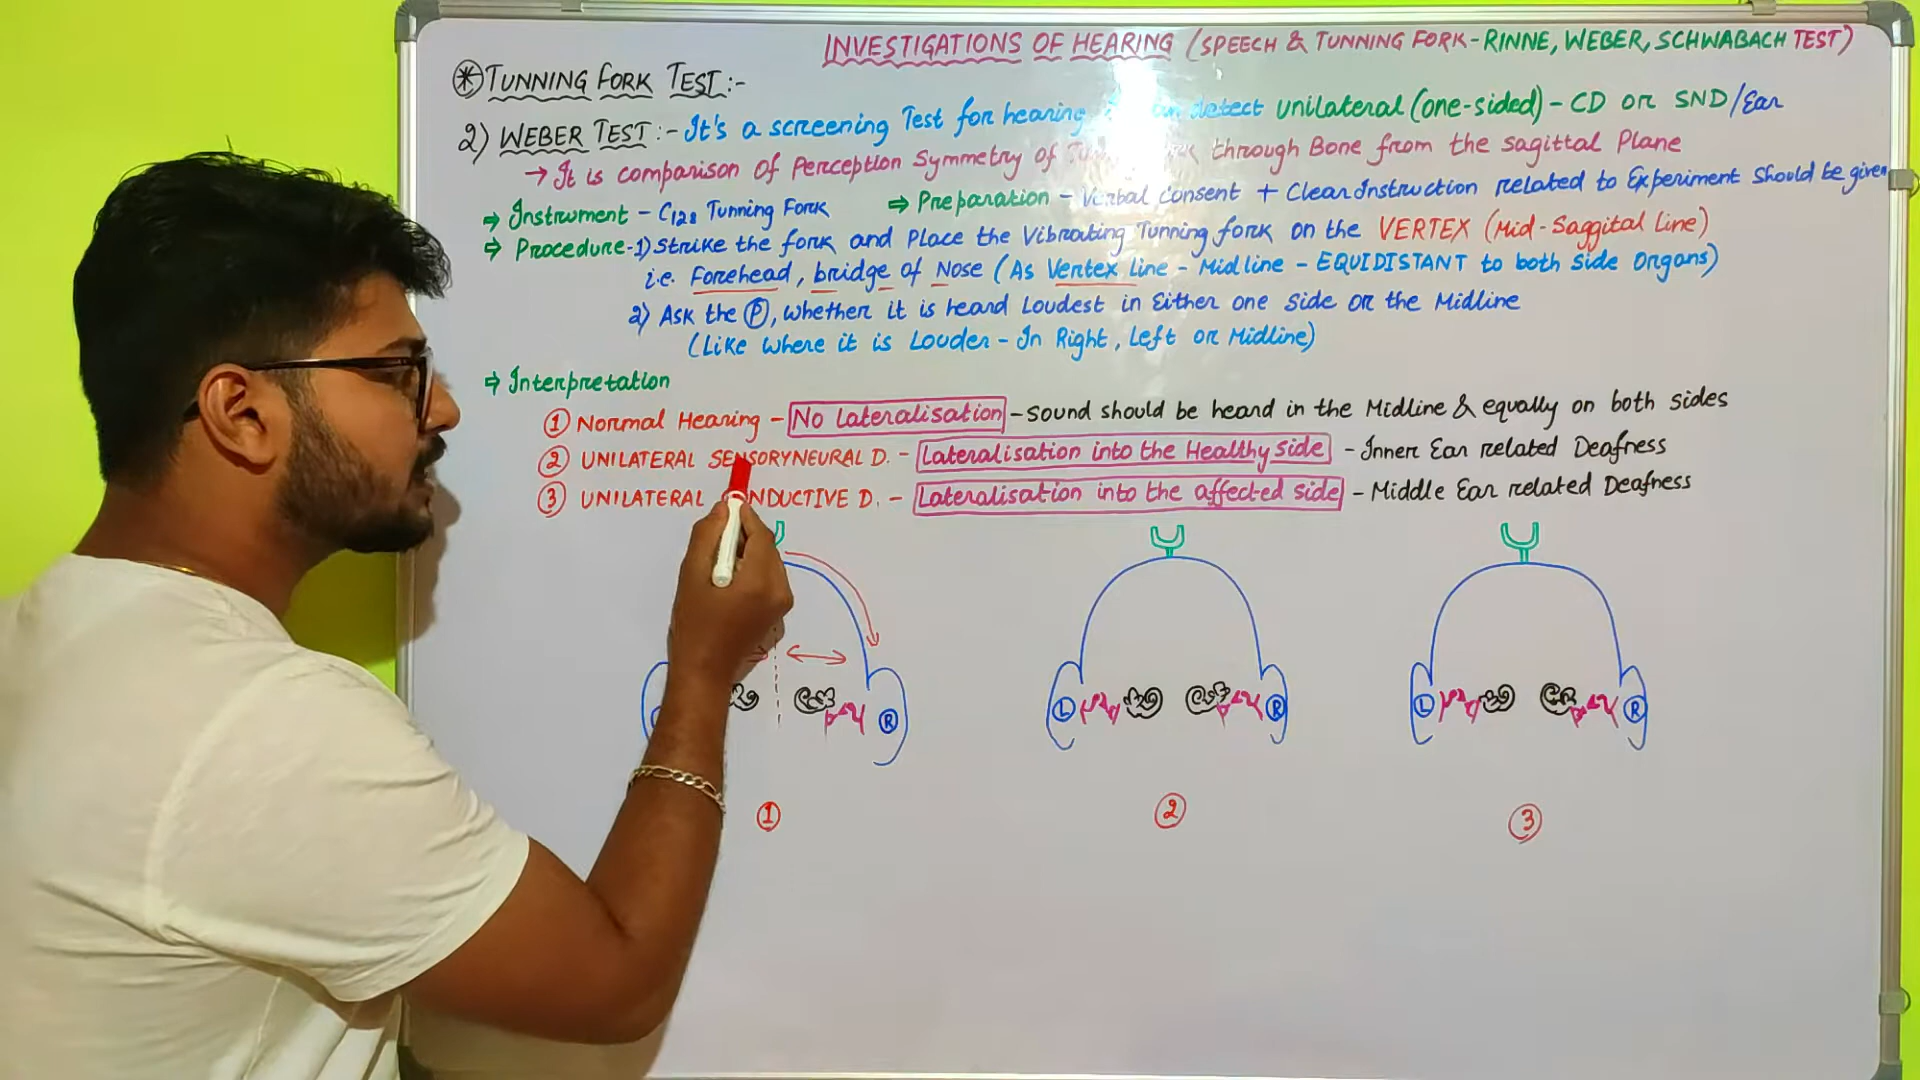 INVESTIGATIONS OF HEARING (SPEECH & TUNNING FORK - RINNE, WEBER, SCHWABACH TEST)
* TUNNING FORK TEST:-
2) WEBER TEST:- It's a screening Test for hearing, detect unilateral (one-sided) - CD or SND/Ear
→ It is comparison of Perception Symmetry of through Bone from the sagittal Plane
⇒ Instrument - C128 Tunning Fork ⇒ Preparation - Verbal consent + Clear Instruction related to Experiment should be given
⇒ Procedure - 1) Strike the fork and Place the Vibrating Tunning fork on the VERTEX (Mid-Saggital Line)
i.e. Forehead, bridge of Nose (As Vertex line - Midline - EQUIDISTANT to both side Organs)
2) Ask the Ⓟ, whether it is heard Loudest in Either one side or the Midline
(Like where it is Louder - In Right, Left or Midline)
⇒ Interpretation
① Normal Hearing - No Lateralisation - Sound should be heard in the Midline & equally on both sides
② UNILATERAL SENSORYNEURAL D. - Lateralisation into the Healthy side - Inner Ear related Deafness
③ UNILATERAL NDUCTIVE D. - Lateralisation into the affected side - Middle Ear related Deafness
R L R L R
① ② ③